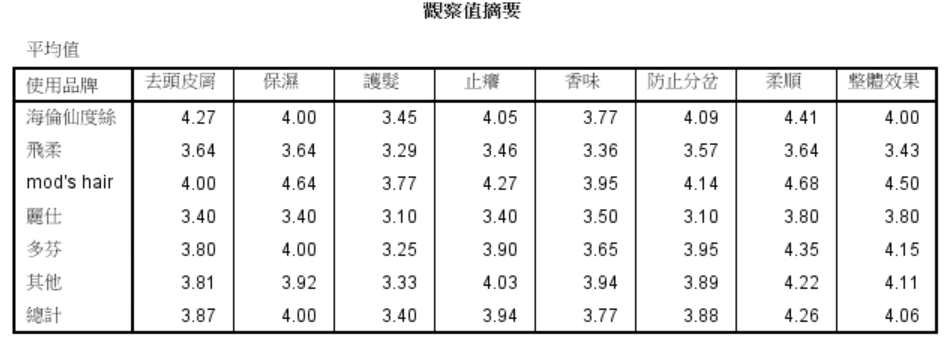 觀察值摘要
平均值
使用品牌 去頭皮屑 保濕 護髮 止癢 香味 防止分岔 柔順 整體效果
海倫仙度絲 4.27 4.00 3.45 4.05 3.77 4.09 4.41 4.00
飛柔 3.64 3.64 3.29 3.46 3.36 3.57 3.64 3.43
mod's hair 4.00 4.64 3.77 4.27 3.95 4.14 4.68 4.50
麗仕 3.40 3.40 3.10 3.40 3.50 3.10 3.80 3.80
多芬 3.80 4.00 3.25 3.90 3.65 3.95 4.35 4.15
其他 3.81 3.92 3.33 4.03 3.94 3.89 4.22 4.11
總計 3.87 4.00 3.40 3.94 3.77 3.88 4.26 4.06